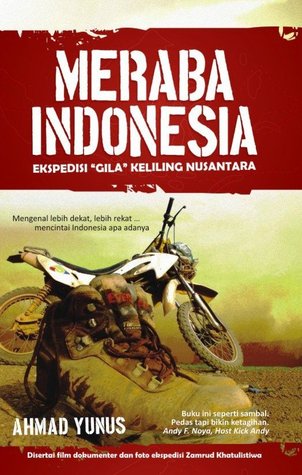 MERABA
INDONESIA
EKSPEDISI "GILA" KELILING NUSANTARA
Mengenal lebih dekat, lebih rekat ...
mencintai Indonesia apa adanya
AHMAD YUNUS
Buku ini seperti sambal.
Pedas tapi bikin ketagihan.
Andy F. Noya, Host Kick Andy
Disertai film dokumenter dan foto ekspedisi Zamrud Khatulistiwa